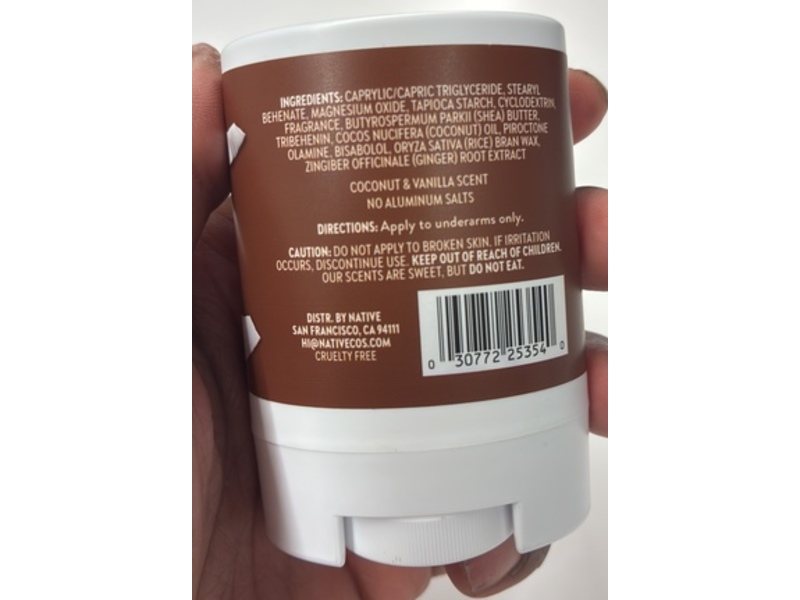 INGREDIENTS: CAPRYLIC/CAPRIC TRIGLYCERIDE, STEARYL
BEHENATE, MAGNESIUM OXIDE, TAPIOCA STARCH, CYCLODEXTRIN,
FRAGRANCE, BUTYROSPERMUM PARKII (SHEA) BUTTER,
TRIBEHENIN, COCOS NUCIFERA (COCONUT) OIL, PIROCTONE
OLAMINE, BISABOLOL, ORYZA SATIVA (RICE) BRAN WAX,
ZINGIBER OFFICINALE (GINGER) ROOT EXTRACT
COCONUT & VANILLA SCENT
NO ALUMINUM SALTS
DIRECTIONS: Apply to underarms only.
CAUTION: DO NOT APPLY TO BROKEN SKIN. IF IRRITATION
OCCURS, DISCONTINUE USE. KEEP OUT OF REACH OF CHILDREN.
OUR SCENTS ARE SWEET, BUT DO NOT EAT.
DISTR. BY NATIVE
SAN FRANCISCO, CA 94111
HI@NATIVECOS.COM
CRUELTY FREE
0 30772 25354 0